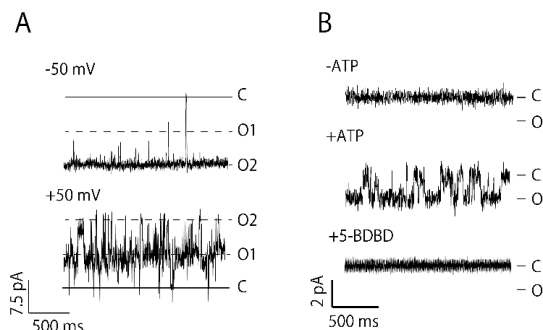 A
-50 mV
C
O1
O2
+50 mV
O2
O1
C
7.5 pA
500 ms
B
-ATP
C
O
+ATP
C
O
+5-BDBD
C
O
2 pA
500 ms